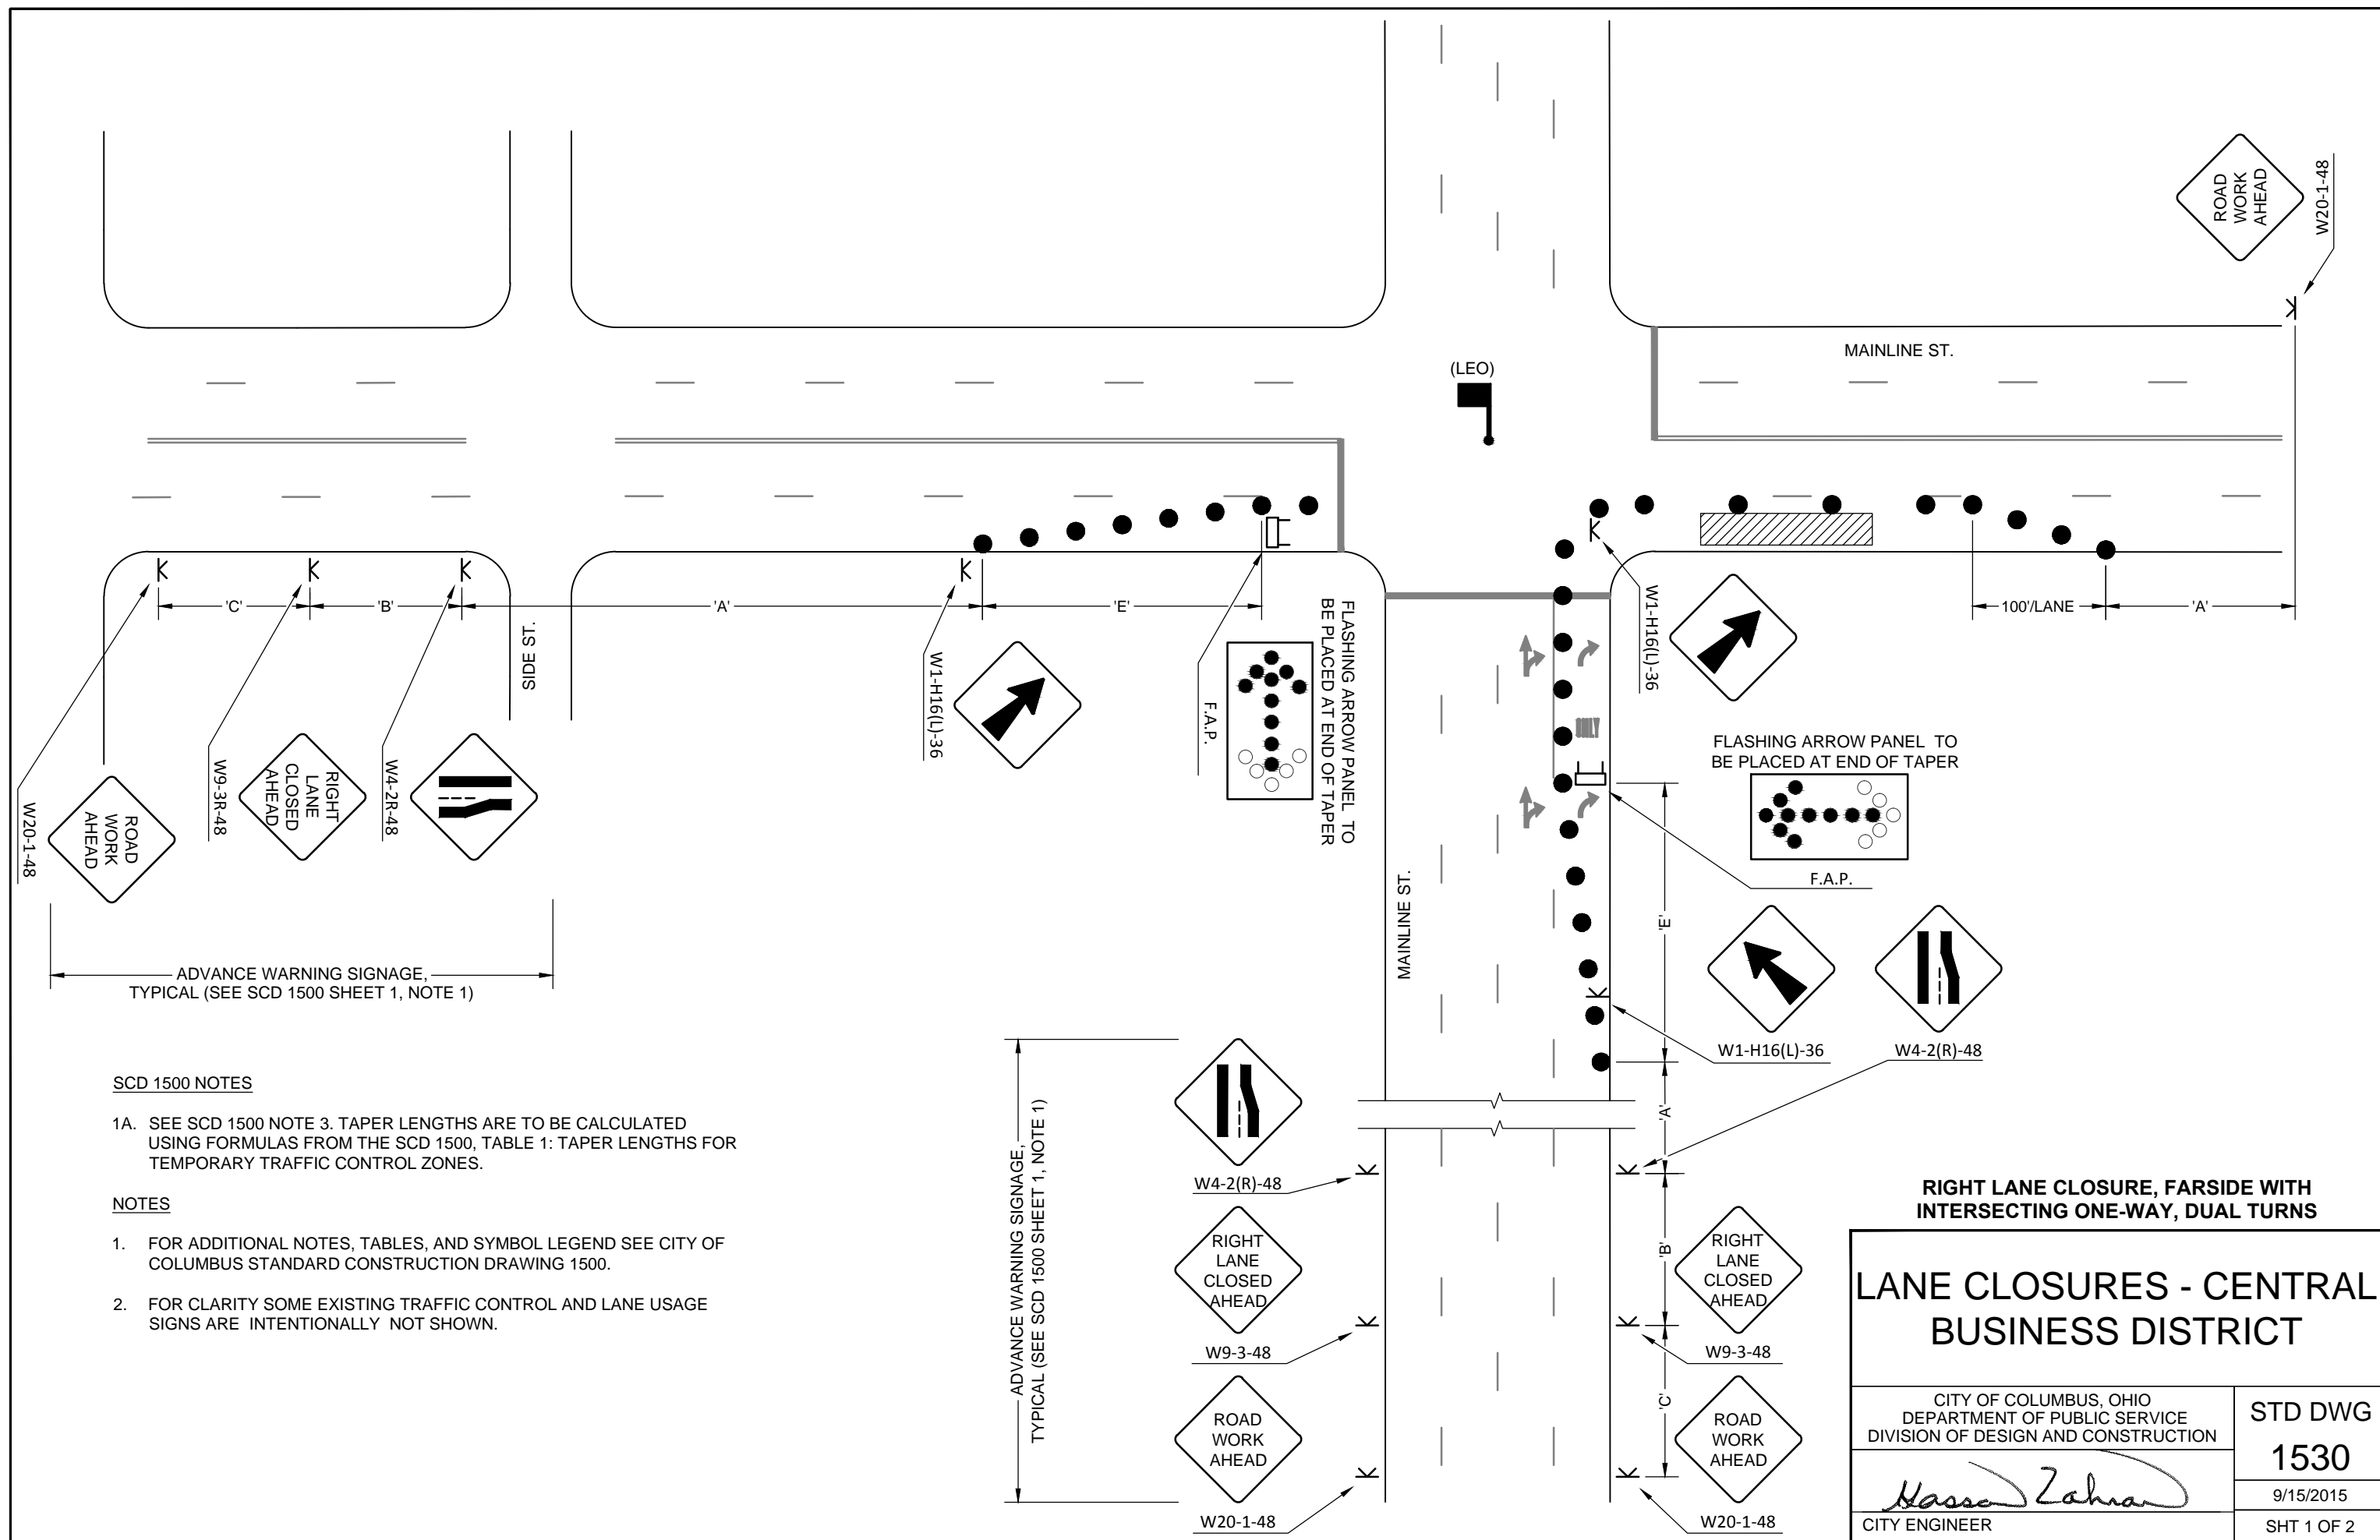 ROAD
WORK
AHEAD
W20-1-48
MAINLINE ST.
(LEO)
'C'
'B'
'A'
'E'
100'/LANE
'A'
SIDE ST.
W20-1-48
ROAD
WORK
AHEAD
W9-3R-48
RIGHT
LANE
CLOSED
AHEAD
W4-2R-48
W1-H16(L)-36
F.A.P.
FLASHING ARROW PANEL TO
BE PLACED AT END OF TAPER
W1-H16(L)-36
ONLY
FLASHING ARROW PANEL TO
BE PLACED AT END OF TAPER
F.A.P.
MAINLINE ST.
'E'
W1-H16(L)-36
W4-2(R)-48
'A'
ADVANCE WARNING SIGNAGE,
TYPICAL (SEE SCD 1500 SHEET 1, NOTE 1)
SCD 1500 NOTES
1A. SEE SCD 1500 NOTE 3. TAPER LENGTHS ARE TO BE CALCULATED
USING FORMULAS FROM THE SCD 1500, TABLE 1: TAPER LENGTHS FOR
TEMPORARY TRAFFIC CONTROL ZONES.
NOTES
1. FOR ADDITIONAL NOTES, TABLES, AND SYMBOL LEGEND SEE CITY OF
COLUMBUS STANDARD CONSTRUCTION DRAWING 1500.
2. FOR CLARITY SOME EXISTING TRAFFIC CONTROL AND LANE USAGE
SIGNS ARE INTENTIONALLY NOT SHOWN.
ADVANCE WARNING SIGNAGE,
TYPICAL (SEE SCD 1500 SHEET 1, NOTE 1)
W4-2(R)-48
RIGHT
LANE
CLOSED
AHEAD
W9-3-48
ROAD
WORK
AHEAD
W20-1-48
'B'
RIGHT
LANE
CLOSED
AHEAD
W9-3-48
'C'
ROAD
WORK
AHEAD
W20-1-48
RIGHT LANE CLOSURE, FARSIDE WITH
INTERSECTING ONE-WAY, DUAL TURNS
LANE CLOSURES - CENTRAL
BUSINESS DISTRICT
CITY OF COLUMBUS, OHIO
DEPARTMENT OF PUBLIC SERVICE
DIVISION OF DESIGN AND CONSTRUCTION
STD DWG
1530
Zahran
9/15/2015
CITY ENGINEER
SHT 1 OF 2